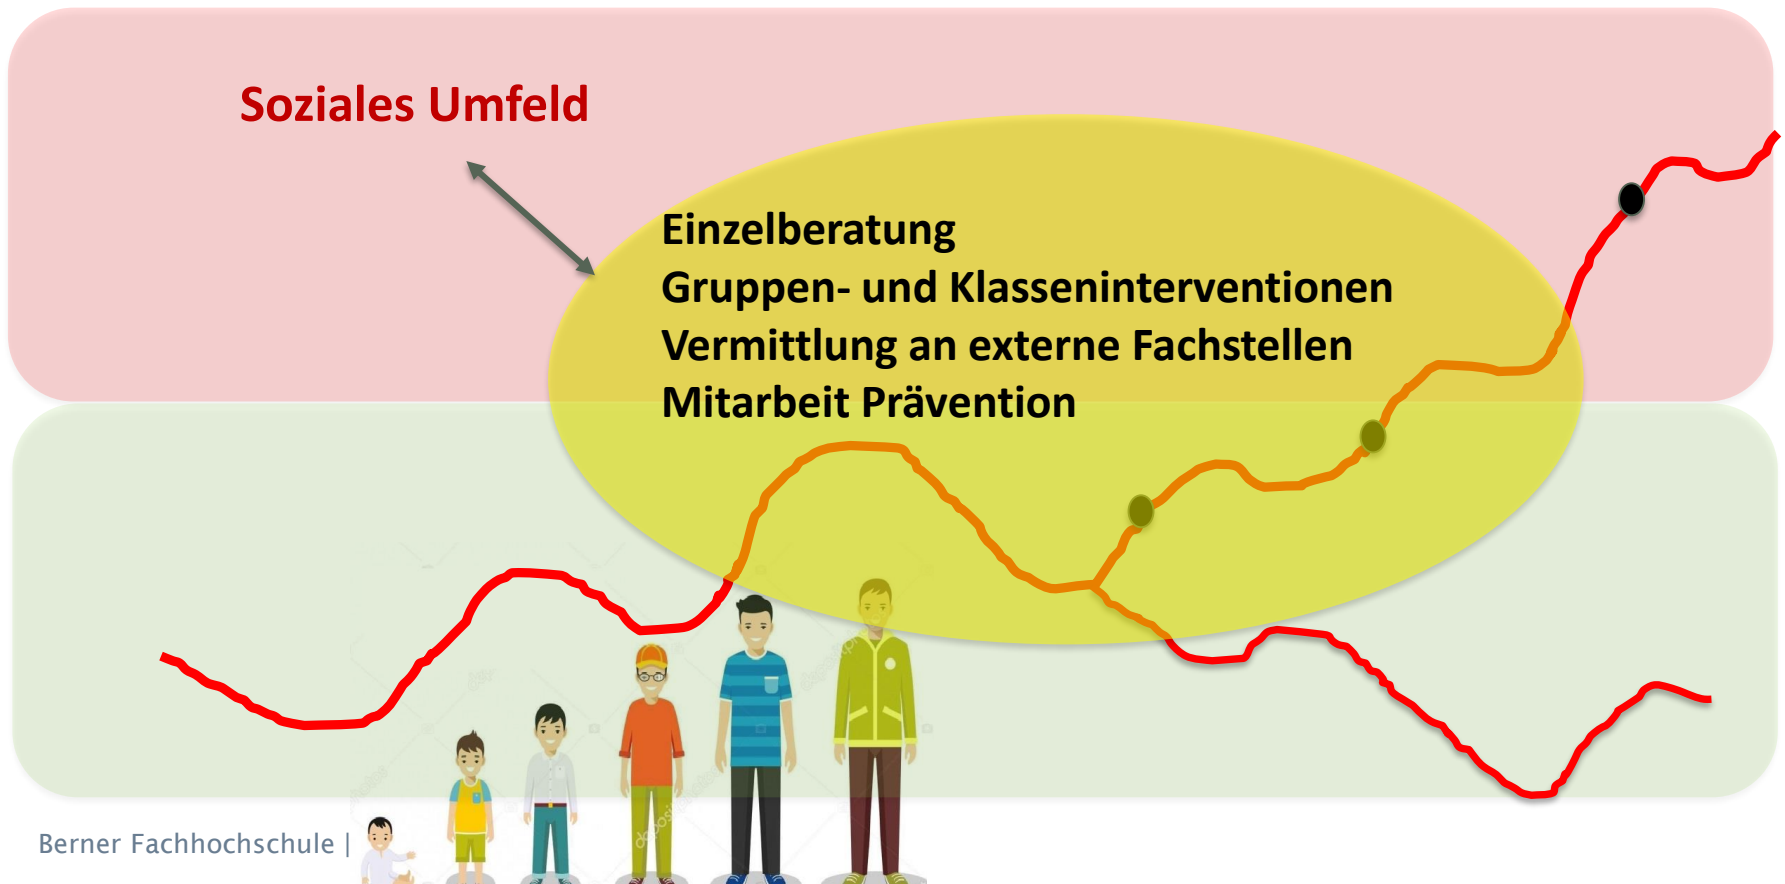 Soziales Umfeld
Einzelberatung
Gruppen- und Klasseninterventionen
Vermittlung an externe Fachstellen
Mitarbeit Prävention
Berner Fachhochschule |